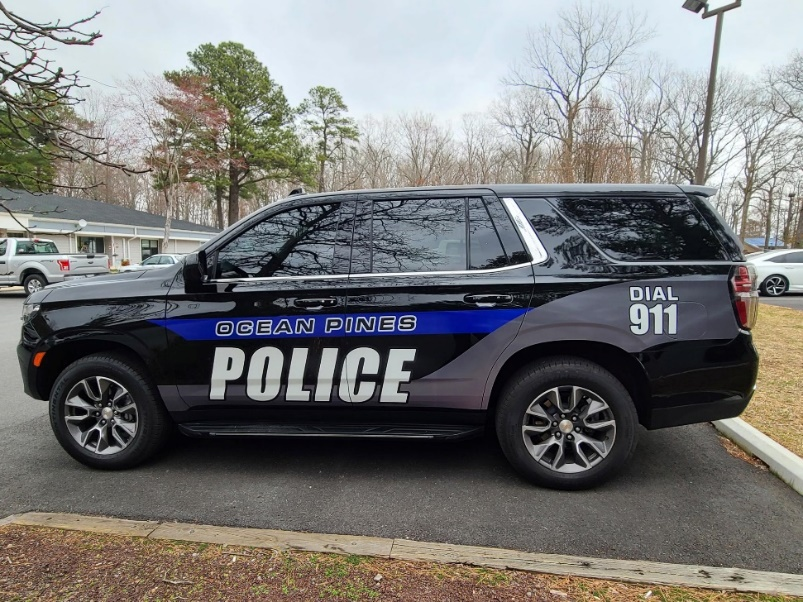 OCEAN PINES
POLICE
DIAL
911